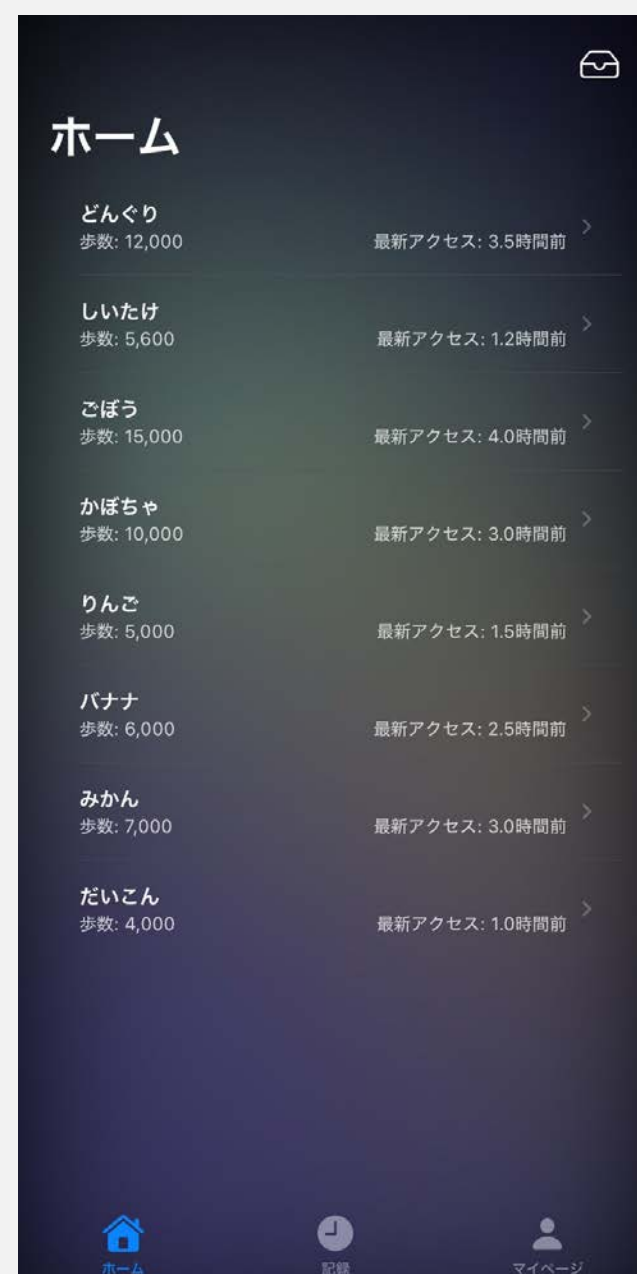 ホーム
どんぐり
歩数: 12,000 最新アクセス: 3.5時間前
しいたけ
歩数: 5,600 最新アクセス: 1.2時間前
ごぼう
歩数: 15,000 最新アクセス: 4.0時間前
かぼちゃ
歩数: 10,000 最新アクセス: 3.0時間前
りんご
歩数: 5,000 最新アクセス: 1.5時間前
バナナ
歩数: 6,000 最新アクセス: 2.5時間前
みかん
歩数: 7,000 最新アクセス: 3.0時間前
だいこん
歩数: 4,000 最新アクセス: 1.0時間前
ホーム 記録 マイページ